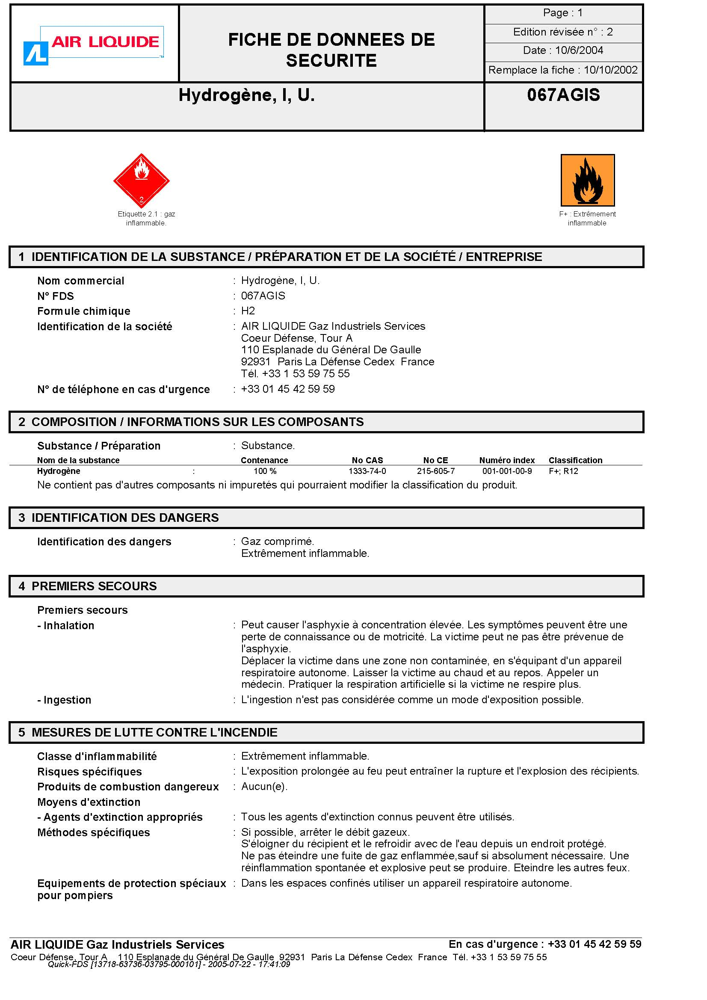 AIR LIQUIDE
TM
FICHE DE DONNEES DE
SECURITE
Page : 1
Edition révisée n° : 2
Date : 10/6/2004
Remplace la fiche : 10/10/2002
Hydrogène, I, U.
067AGIS
2
Etiquette 2.1 : gaz
inflammable.
F+ : Extrêmement
inflammable
1 IDENTIFICATION DE LA SUBSTANCE / PRÉPARATION ET DE LA SOCIÉTÉ / ENTREPRISE
Nom commercial : Hydrogène, I, U.
N° FDS : 067AGIS
Formule chimique : H2
Identification de la société : AIR LIQUIDE Gaz Industriels Services
Coeur Défense, Tour A
110 Esplanade du Général De Gaulle
92931 Paris La Défense Cedex France
Tél. +33 1 53 59 75 55
N° de téléphone en cas d'urgence : +33 01 45 42 59 59
2 COMPOSITION / INFORMATIONS SUR LES COMPOSANTS
Substance / Préparation : Substance.
Nom de la substance Contenance No CAS No CE Numéro index Classification
Hydrogène : 100 % 1333-74-0 215-605-7 001-001-00-9 F+; R12
Ne contient pas d'autres composants ni impuretés qui pourraient modifier la classification du produit.
3 IDENTIFICATION DES DANGERS
Identification des dangers : Gaz comprimé.
Extrêmement inflammable.
4 PREMIERS SECOURS
Premiers secours
- Inhalation : Peut causer l'asphyxie à concentration élevée. Les symptômes peuvent être une
perte de connaissance ou de motricité. La victime peut ne pas être prévenue de
l'asphyxie.
Déplacer la victime dans une zone non contaminée, en s'équipant d'un appareil
respiratoire autonome. Laisser la victime au chaud et au repos. Appeler un
médecin. Pratiquer la respiration artificielle si la victime ne respire plus.
- Ingestion : L'ingestion n'est pas considérée comme un mode d'exposition possible.
5 MESURES DE LUTTE CONTRE L'INCENDIE
Classe d'inflammabilité : Extrêmement inflammable.
Risques spécifiques : L'exposition prolongée au feu peut entraîner la rupture et l'explosion des récipients.
Produits de combustion dangereux : Aucun(e).
Moyens d'extinction
- Agents d'extinction appropriés : Tous les agents d'extinction connus peuvent être utilisés.
Méthodes spécifiques : Si possible, arrêter le débit gazeux.
S'éloigner du récipient et le refroidir avec de l'eau depuis un endroit protégé.
Ne pas éteindre une fuite de gaz enflammée,sauf si absolument nécessaire. Une
réinflammation spontanée et explosive peut se produire. Eteindre les autres feux.
Equipements de protection spéciaux : Dans les espaces confinés utiliser un appareil respiratoire autonome.
pour pompiers
AIR LIQUIDE Gaz Industriels Services En cas d'urgence : +33 01 45 42 59 59
Coeur Défense, Tour A 110 Esplanade du Général De Gaulle 92931 Paris La Défense Cedex France Tél. +33 1 53 59 75 55
Quick-FDS [13718-63736-03795-000101] - 2005-07-22 - 17:41:09